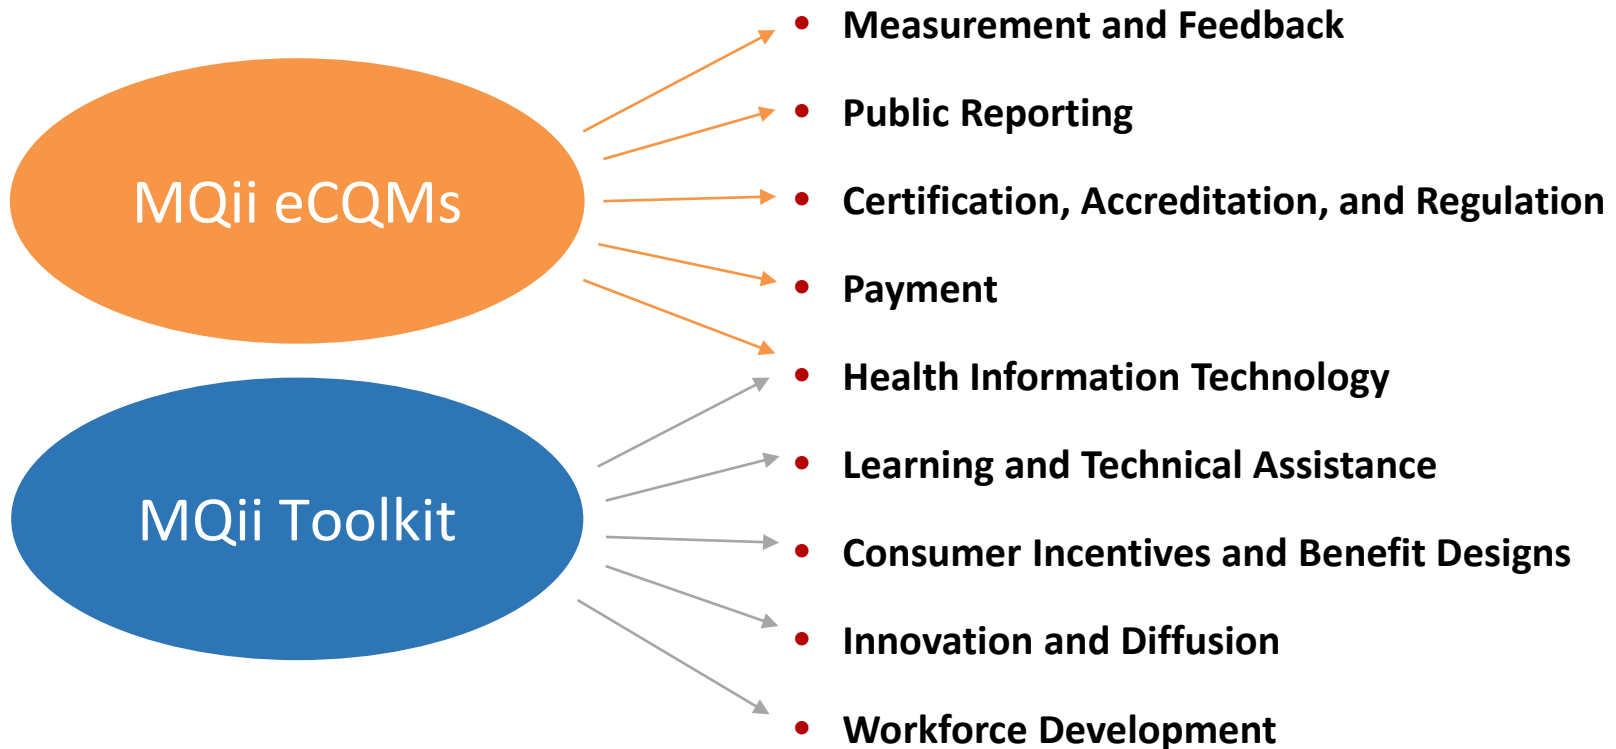 MQii eCQMs
MQii Toolkit
• Measurement and Feedback
• Public Reporting
• Certification, Accreditation, and Regulation
• Payment
• Health Information Technology
• Learning and Technical Assistance
• Consumer Incentives and Benefit Designs
• Innovation and Diffusion
• Workforce Development